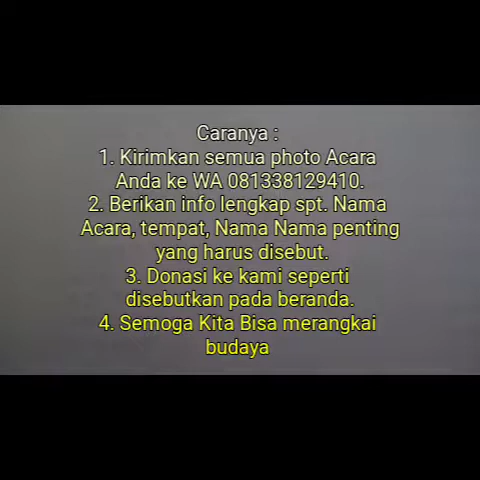 Caranya :
1. Kirimkan semua photo Acara
Anda ke WA 081338129410.
2. Berikan info lengkap spt. Nama
Acara, tempat, Nama Nama penting
yang harus disebut.
3. Donasi ke kami seperti
disebutkan pada beranda.
4. Semoga Kita Bisa merangkai
budaya